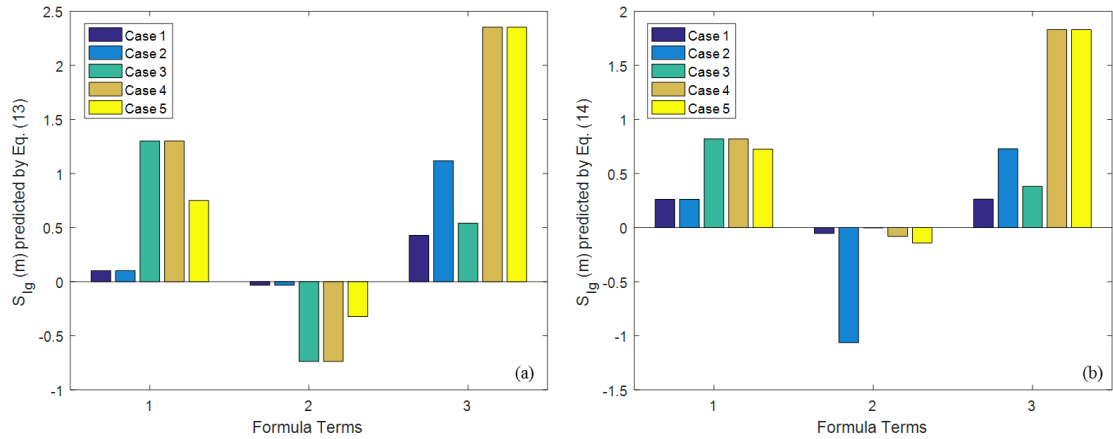 S_Ig (m) predicted by Eq. (13)
2.5
2
1.5
1
0.5
0
-0.5
-1
Case 1
Case 2
Case 3
Case 4
Case 5
(a)
1 2 3
Formula Terms
S_Ig (m) predicted by Eq. (14)
2
1.5
1
0.5
0
-0.5
-1
-1.5
Case 1
Case 2
Case 3
Case 4
Case 5
(b)
1 2 3
Formula Terms